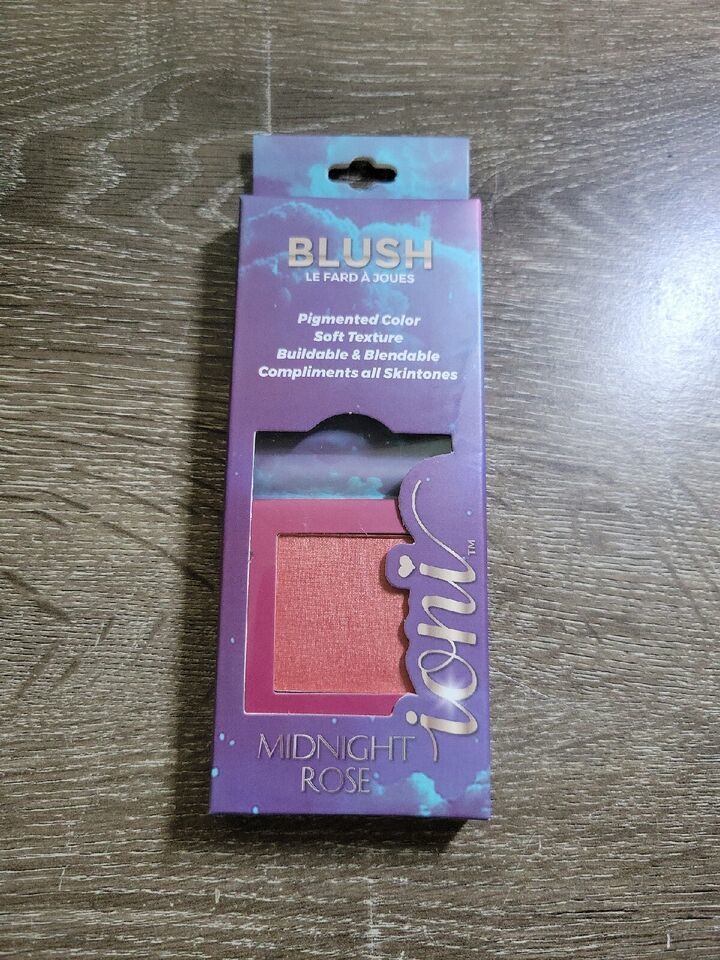 BLUSH
LE FARD À JOUES
Pigmented Color
Soft Texture
Buildable & Blendable
Compliments all Skintones
ioni™
MIDNIGHT
ROSE